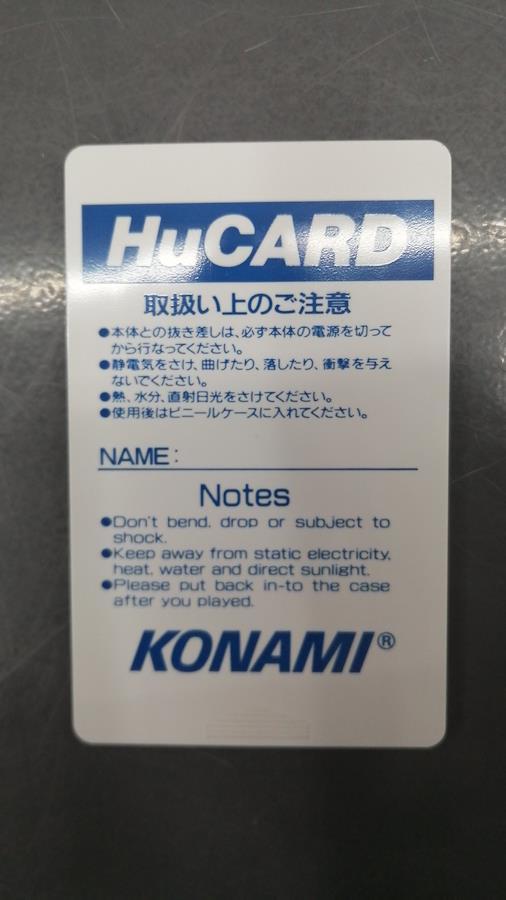 HuCARD
取扱い上のご注意
●本体との抜き差しは、必ず本体の電源を切って
から行なってください。
●静電気をさけ、曲げたり、落したり、衝撃を与え
ないでください。
●熱、水分、直射日光をさけてください。
●使用後はビニールケースに入れてください。
NAME:
Notes
●Don't bend, drop or subject to
shock.
●Keep away from static electricity,
heat, water and direct sunlight.
●Please put back in-to the case
after you played.
KONAMI®